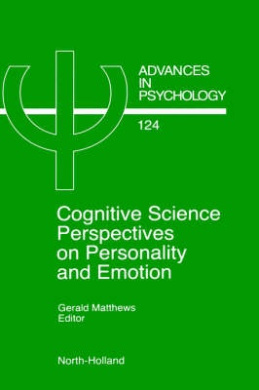 ADVANCES
IN
PSYCHOLOGY
124
Cognitive Science
Perspectives
on Personality
and Emotion
Gerald Matthews
Editor
North-Holland